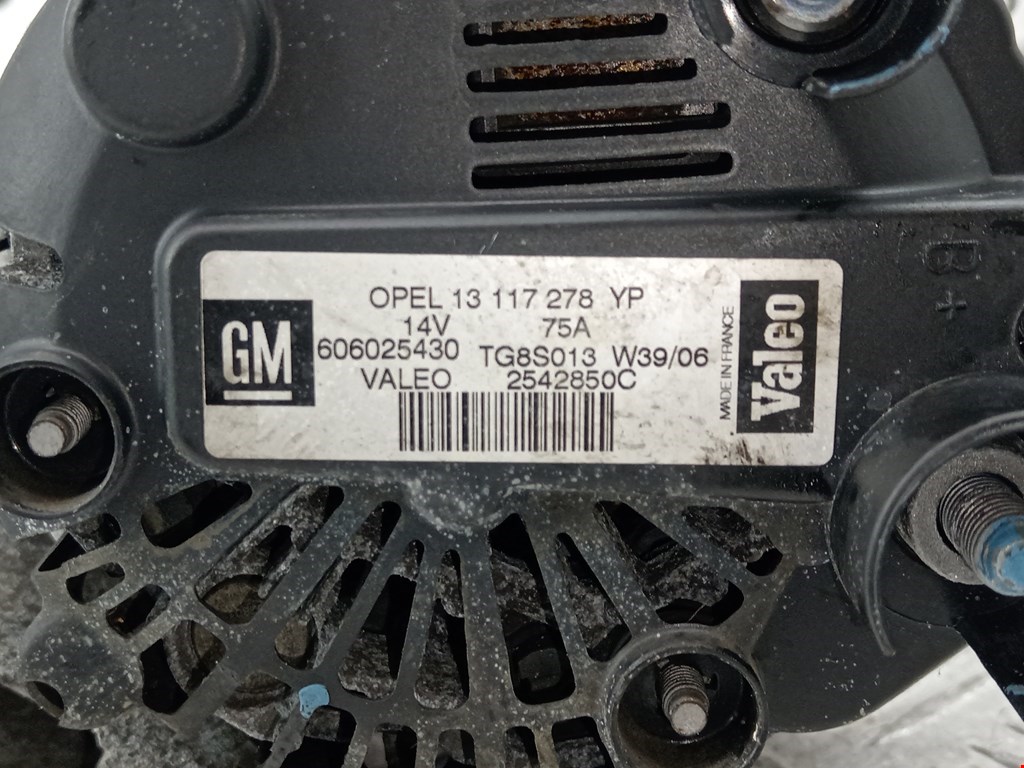 OPEL 13 117 278 YP
14V 75A
606025430 TG8S013 W39/06
VALEO 2542850C
GM
MADE IN FRANCE
Valeo
B+